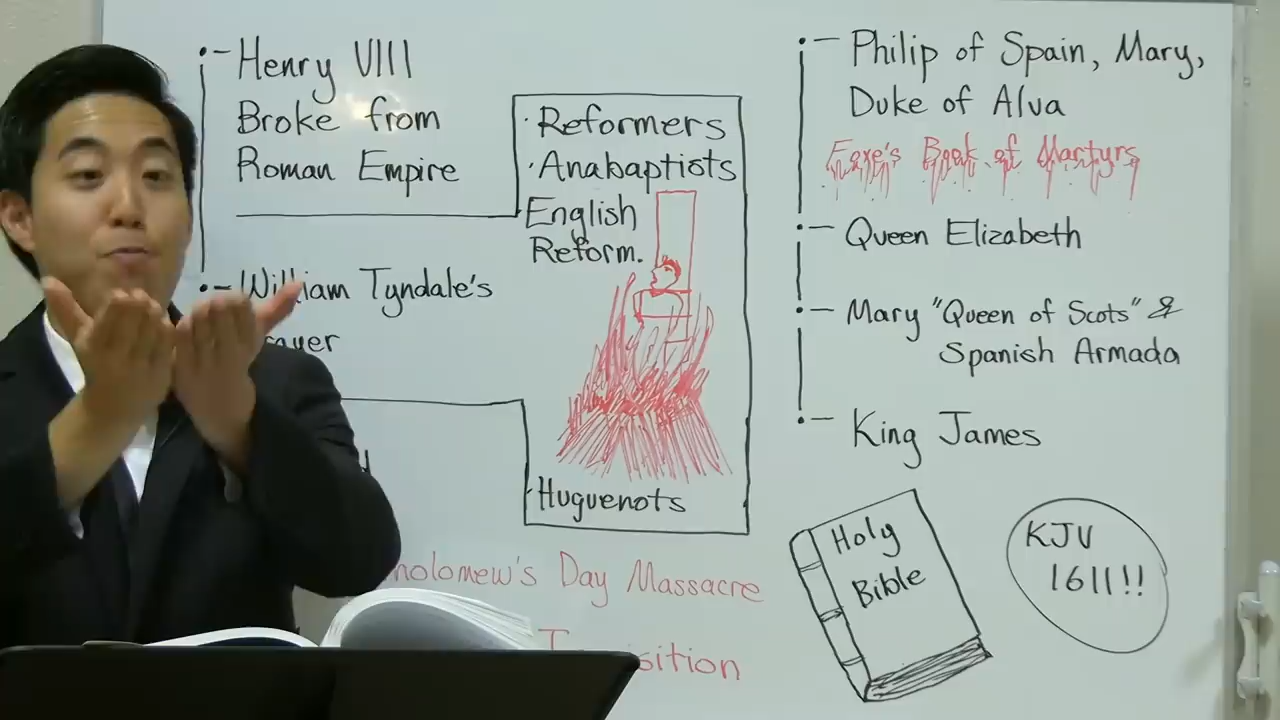 - Henry VIII
Broke from
Roman Empire
- William Tyndale's
· Reformers
· Anabaptists
English
Reform.
· Huguenots
Day Massacre
- Philip of Spain, Mary,
Duke of Alva
Foxe's Book of Martyrs
- Queen Elizabeth
- Mary "Queen of Scots" &
Spanish Armada
- King James
Holy
Bible
KJV
1611!!